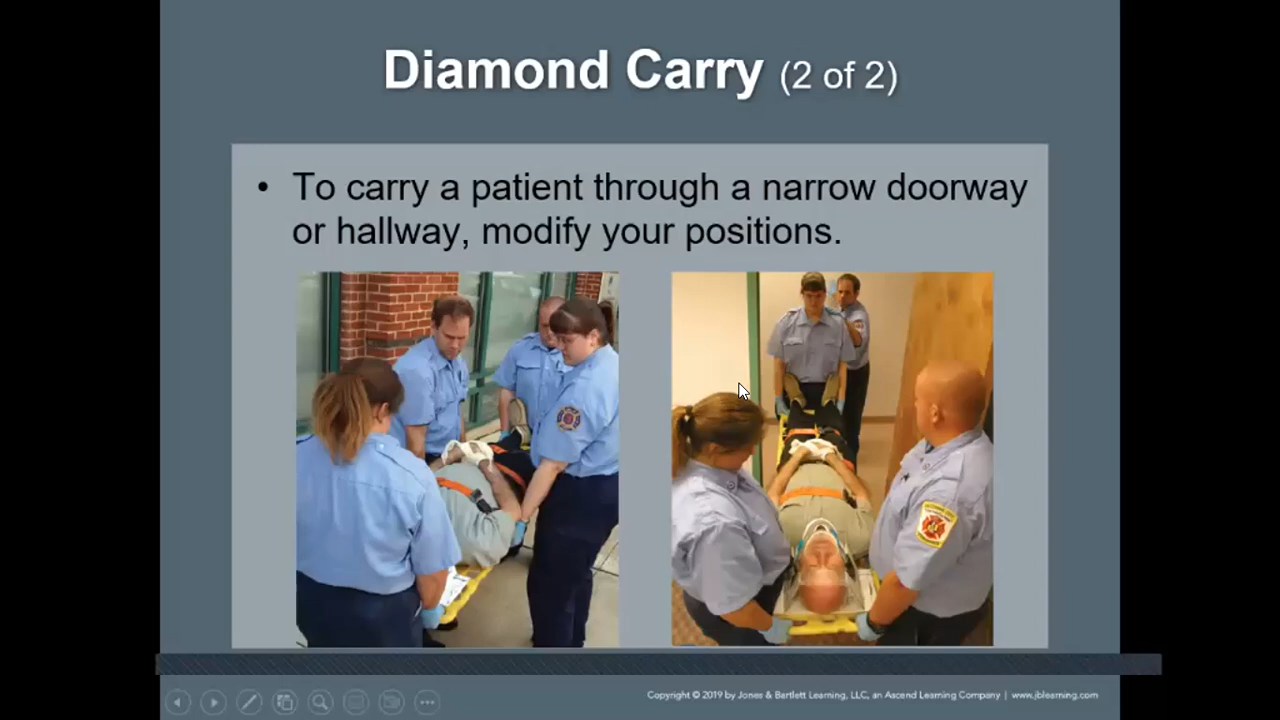 Diamond Carry (2 of 2)
• To carry a patient through a narrow doorway
or hallway, modify your positions.
Copyright © 2019 by Jones & Bartlett Learning, LLC, an Ascend Learning Company | www.jblearning.com